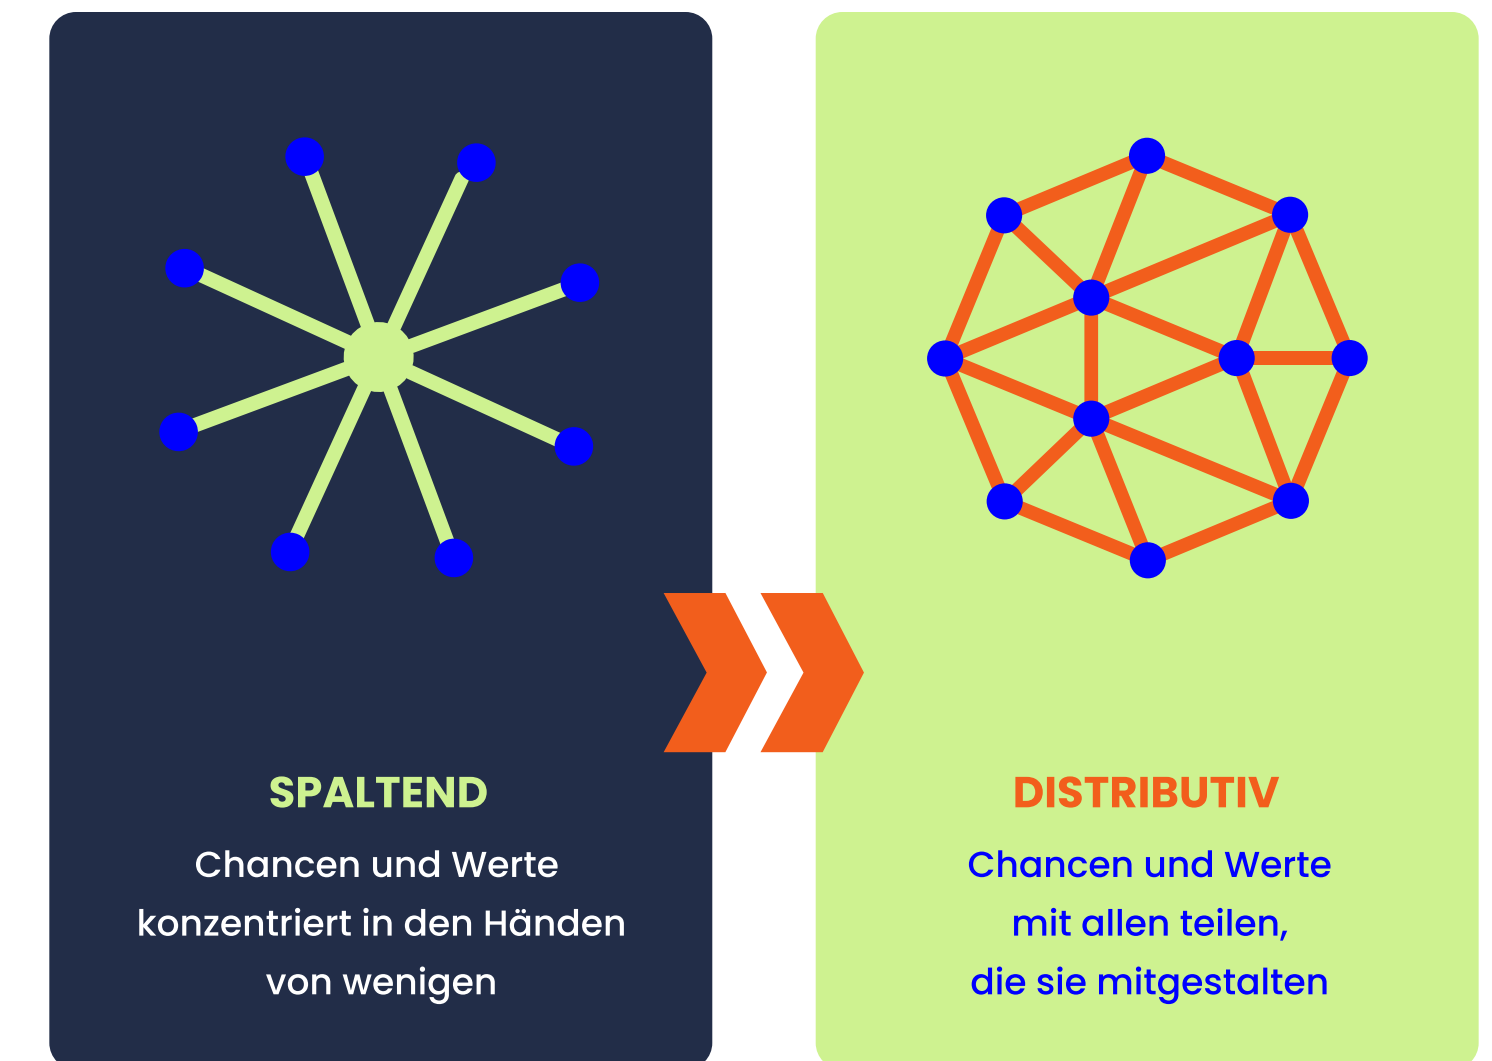 SPALTEND
Chancen und Werte
konzentriert in den Händen
von wenigen
DISTRIBUTIV
Chancen und Werte
mit allen teilen,
die sie mitgestalten